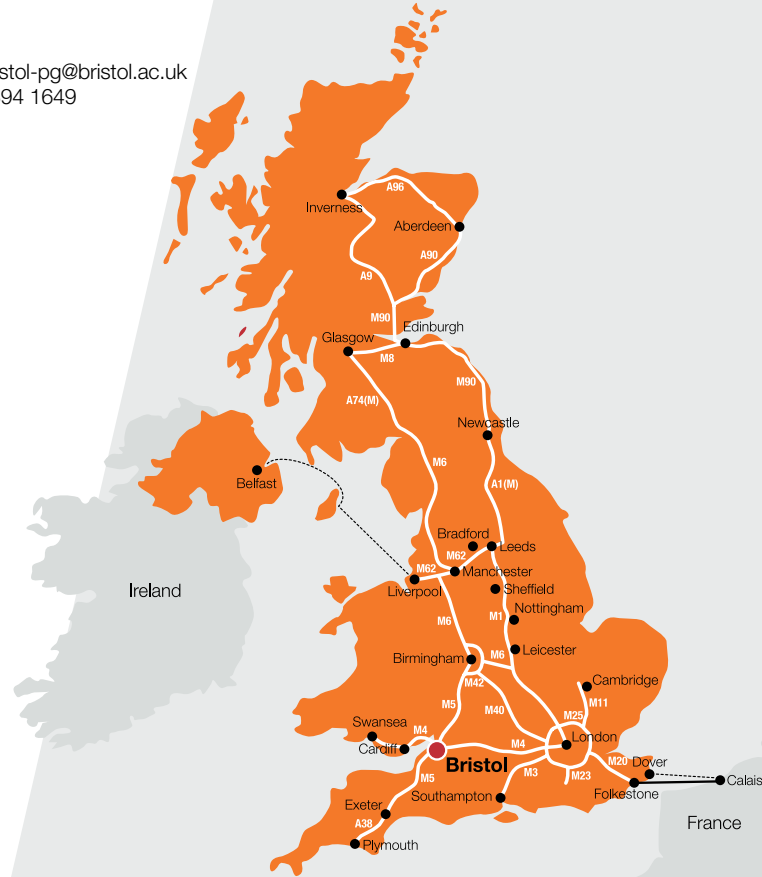 stol-pg@bristol.ac.uk
94 1649
A96
Inverness
Aberdeen
A90
A9
M90
Edinburgh
Glasgow
M8
M90
A74(M)
Newcastle
M6
Belfast
A1(M)
Bradford
Leeds
M62
M62
Manchester
Liverpool
Sheffield
Ireland
Nottingham
M1
M6
Leicester
M6
Birmingham
Cambridge
M42
M11
M5
M40
M25
Swansea
M4
London
Cardiff
M4
Bristol
M20
Dover
M3
M23
Calais
M5
Southampton
Folkestone
Exeter
A38
France
Plymouth